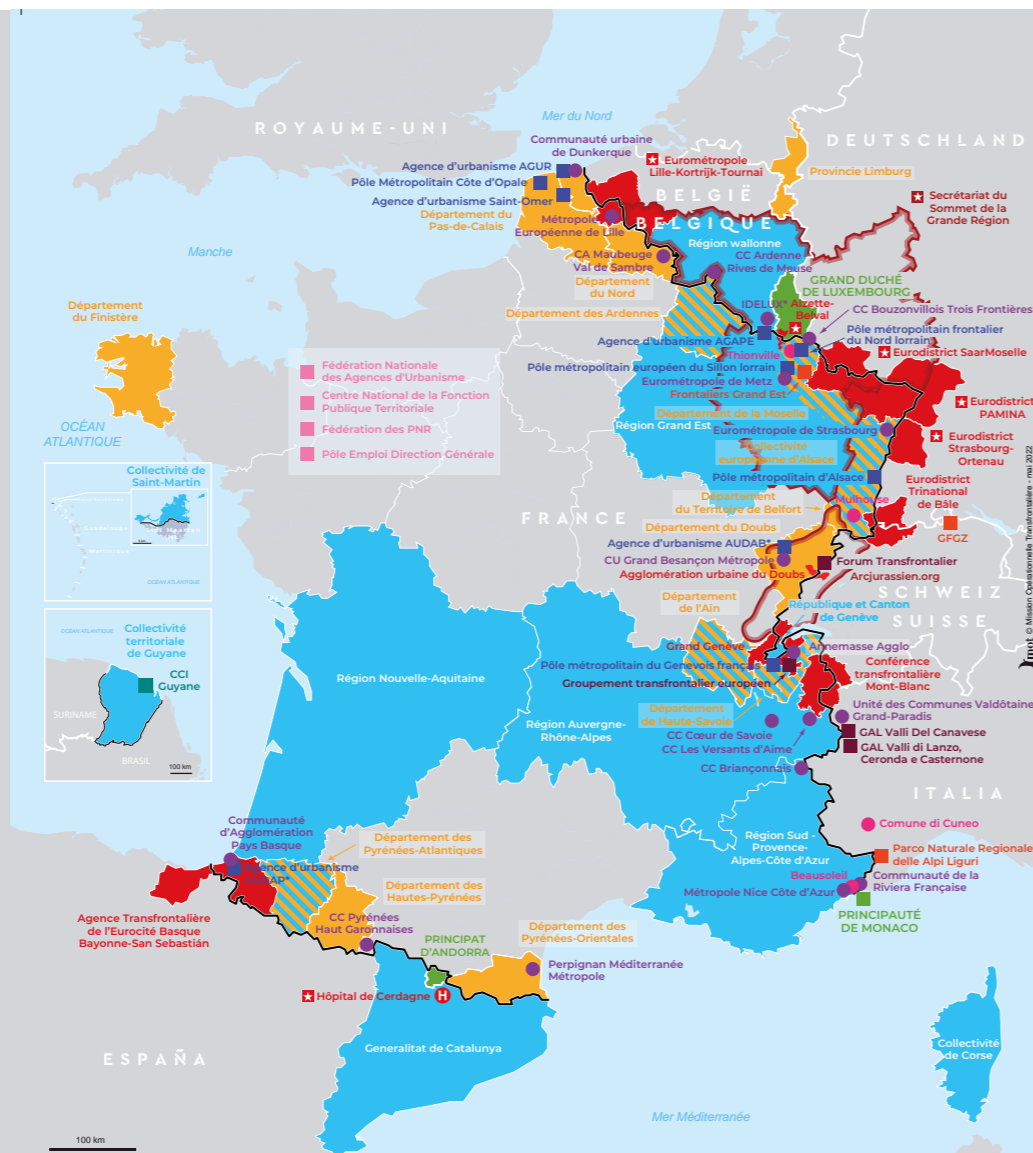 Mer du Nord
ROYAUME-UNI
DEUTSCHLAND
Communauté urbaine
de Dunkerque
Agence d'urbanisme AGUR
Pôle Métropolitain Côte d'Opale
Agence d'urbanisme Saint-Omer
Département du
Pas-de-Calais
Eurométropole
Lille-Kortrijk-Tournai
Provincie Limburg
BELGIË
BELGIQUE
Métropole
Européenne de Lille
Région wallonne
Secrétariat du
Sommet de la
Grande Région
Manche
CA Maubeuge
Val de Sambre
CC Ardenne
Rives de Meuse
Département
du Nord
GRAND DUCHÉ
DE LUXEMBOURG
Département des Ardennes
IDELUX*
Alzette-
Belval
CC Bouzonvillois Trois Frontières
Département
du Finistère
Agence d'urbanisme AGAPE
Pôle métropolitain frontalier
du Nord lorrain
Thionville
Eurodistrict SaarMoselle
Pôle métropolitain européen du Sillon lorrain
Eurométropole de Metz
Frontaliers Grand Est
Fédération Nationale
des Agences d'Urbanisme
Centre National de la Fonction
Publique Territoriale
Fédération des PNR
Pôle Emploi Direction Générale
Eurodistrict
PAMINA
Département de la Moselle
Région Grand Est
Eurométropole de Strasbourg
Eurodistrict
Strasbourg-
Ortenau
Collectivité
européenne d'Alsace
OCÉAN
ATLANTIQUE
Pôle métropolitain d'Alsace
Eurodistrict
Trinational
de Bâle
Collectivité de
Saint-Martin
Martinique
OCÉAN ATLANTIQUE
Mulhouse
Département
du Territoire de Belfort
FRANCE
Département du Doubs
GFGZ
Agence d'urbanisme AUDAB*
CU Grand Besançon Métropole
Forum Transfrontalier
Agglomération urbaine du Doubs
Arcjurassien.org
SCHWEIZ
SUISSE
Département
de l'Ain
République et Canton
de Genève
OCÉAN ATLANTIQUE
Collectivité
territoriale
de Guyane
CCI
Guyane
SURINAME
BRASIL
100 km
Grand Genève
Annemasse Agglo
Pôle métropolitain du Genevois français
Groupement transfrontalier européen
Conférence
transfrontalière
Mont-Blanc
Région Nouvelle-Aquitaine
Département
de Haute-Savoie
Unité des Communes Valdôtaine
Grand-Paradis
Région Auvergne-
Rhône-Alpes
CC Cœur de Savoie
CC Les Versants d'Aime
GAL Valli Del Canavese
GAL Valli di Lanzo,
Ceronda e Casternone
CC Briançonnais
ITALIA
Comune di Cuneo
Communauté
d'Agglomération
Pays Basque
Département des
Pyrénées-Atlantiques
Région Sud -
Provence-
Alpes-Côte d'Azur
Parco Naturale Regionale
delle Alpi Liguri
Agence d'urbanisme
AUDAP*
Beausoleil
Communauté de la
Riviera Française
Métropole Nice Côte d'Azur
Département des
Hautes-Pyrénées
PRINCIPAUTÉ
DE MONACO
Agence Transfrontalière
de l'Eurocité Basque
Bayonne-San Sebastián
CC Pyrénées
Haut Garonnaises
Département des
Pyrénées-Orientales
PRINCIPAT
D'ANDORRA
Perpignan Méditerranée
Métropole
Hôpital de Cerdagne
H
Generalitat de Catalunya
Collectivité
de Corse
ESPAÑA
Mer Méditerranée
100 km
mot © Mission Opérationnelle Transfrontalière - mai 2022